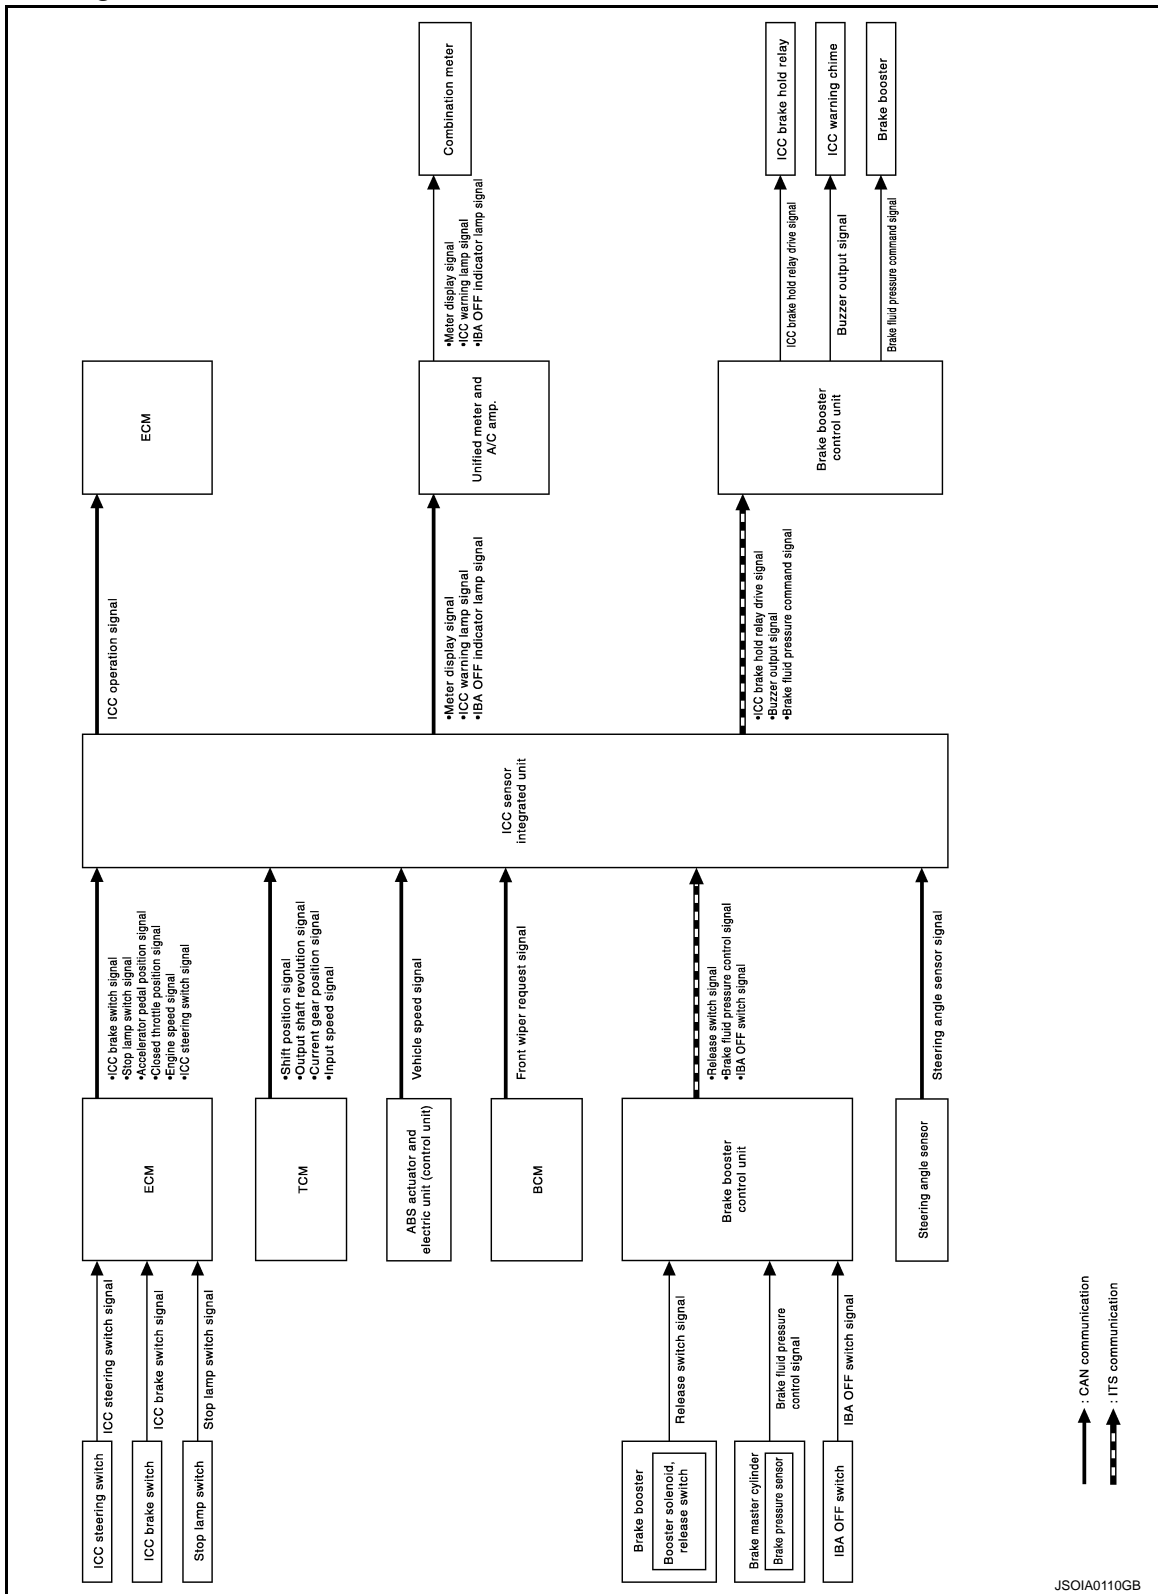 ICC steering switch
ICC brake switch
Stop lamp switch
Brake booster
Booster solenoid,
release switch
Brake master cylinder
Brake pressure sensor
IBA OFF switch
ICC steering switch signal
ICC brake switch signal
Stop lamp switch signal
Release switch signal
Brake fluid pressure
control signal
IBA OFF switch signal
ECM
TCM
ABS actuator and
electric unit (control unit)
BCM
Brake booster
control unit
Steering angle sensor
•ICC brake switch signal
•Stop lamp switch signal
•Accelerator pedal position signal
•Closed throttle position signal
•Engine speed signal
•ICC steering switch signal
•Shift position signal
•Output shaft revolution signal
•Current gear position signal
•Input speed signal
Vehicle speed signal
Front wiper request signal
•Release switch signal
•Brake fluid pressure control signal
•IBA OFF switch signal
Steering angle sensor signal
ICC sensor
integrated unit
ICC operation signal
•Meter display signal
•ICC warning lamp signal
•IBA OFF indicator lamp signal
•ICC brake hold relay drive signal
•Buzzer output signal
•Brake fluid pressure command signal
ECM
Unified meter and
A/C amp.
Brake booster
control unit
•Meter display signal
•ICC warning lamp signal
•IBA OFF indicator lamp signal
ICC brake hold relay drive signal
Buzzer output signal
Brake fluid pressure command signal
Combination meter
ICC brake hold relay
ICC warning chime
Brake booster
: CAN communication
: ITS communication
JSOIA0110GB